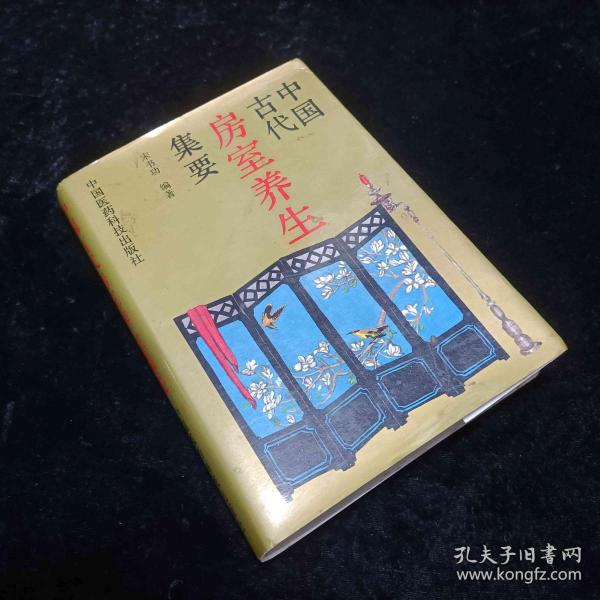 中国
古代
房室养生
集要
宋书功 编著
中国医药科技出版社
孔夫子旧书网
www.kongfz.com